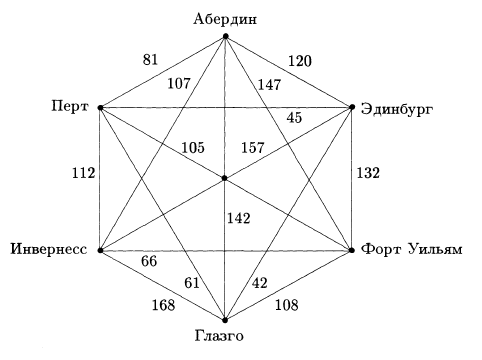 Абердин
81
120
107
147
Перт
45
Эдинбург
105
157
112
132
142
Инвернесс
Форт Уильям
66
61
42
168
108
Глазго